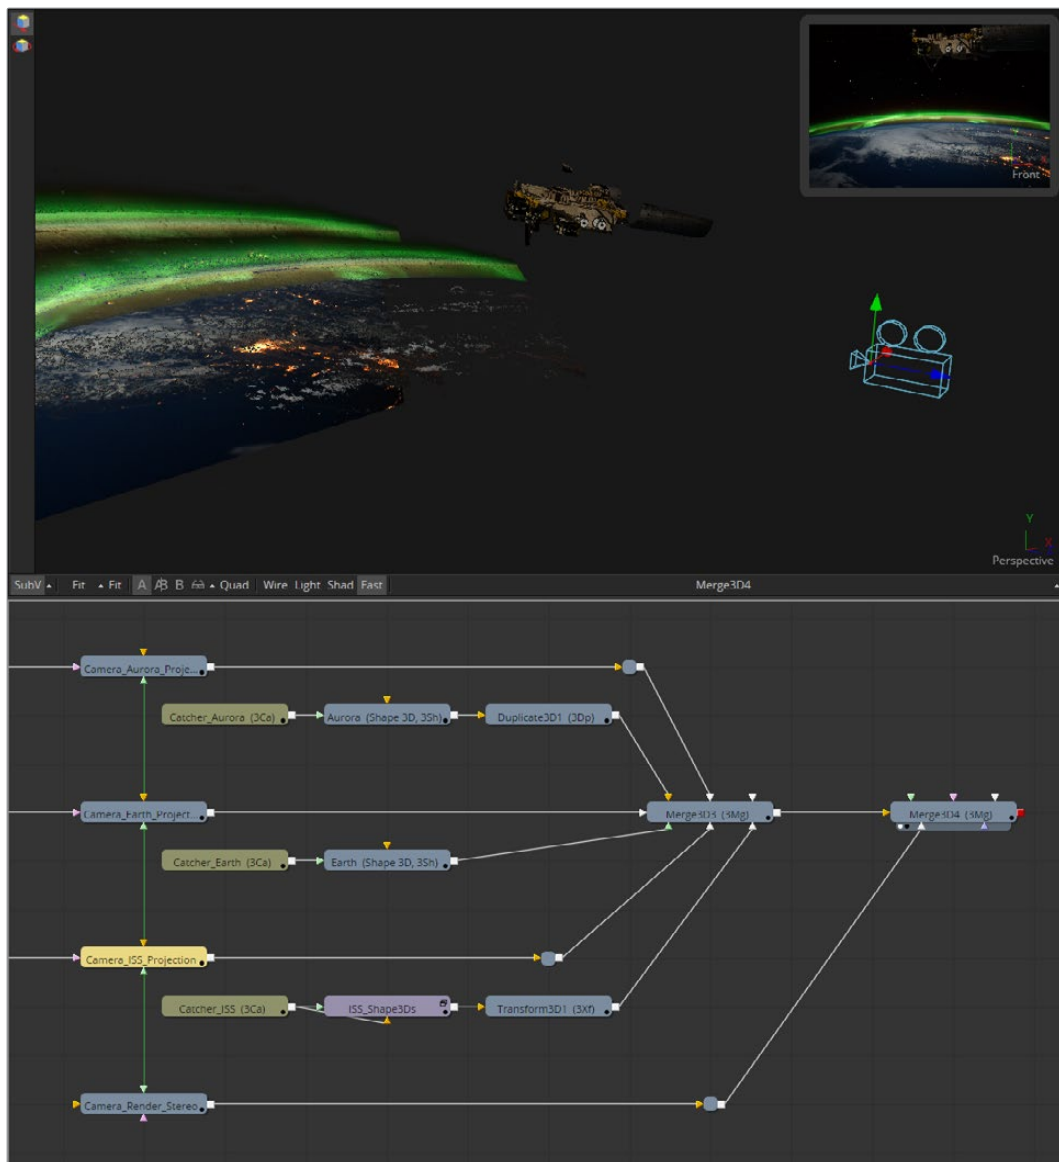 Front
Y
X
Perspective
SubV Fit Fit A AB B Quad Wire Light Shad Fast Merge3D4
Camera_Aurora_Proje...
Catcher_Aurora (3Ca) Aurora (Shape 3D, 3Sh) Duplicate3D1 (3Dp)
Camera_Earth_Project... Merge3D3 (3Mg) Merge3D4 (3Mg)
Catcher_Earth (3Ca) Earth (Shape 3D, 3Sh)
Camera_ISS_Projection
Catcher_ISS (3Ca) ISS_Shape3Ds Transform3D1 (3Xf)
Camera_Render_Stereo